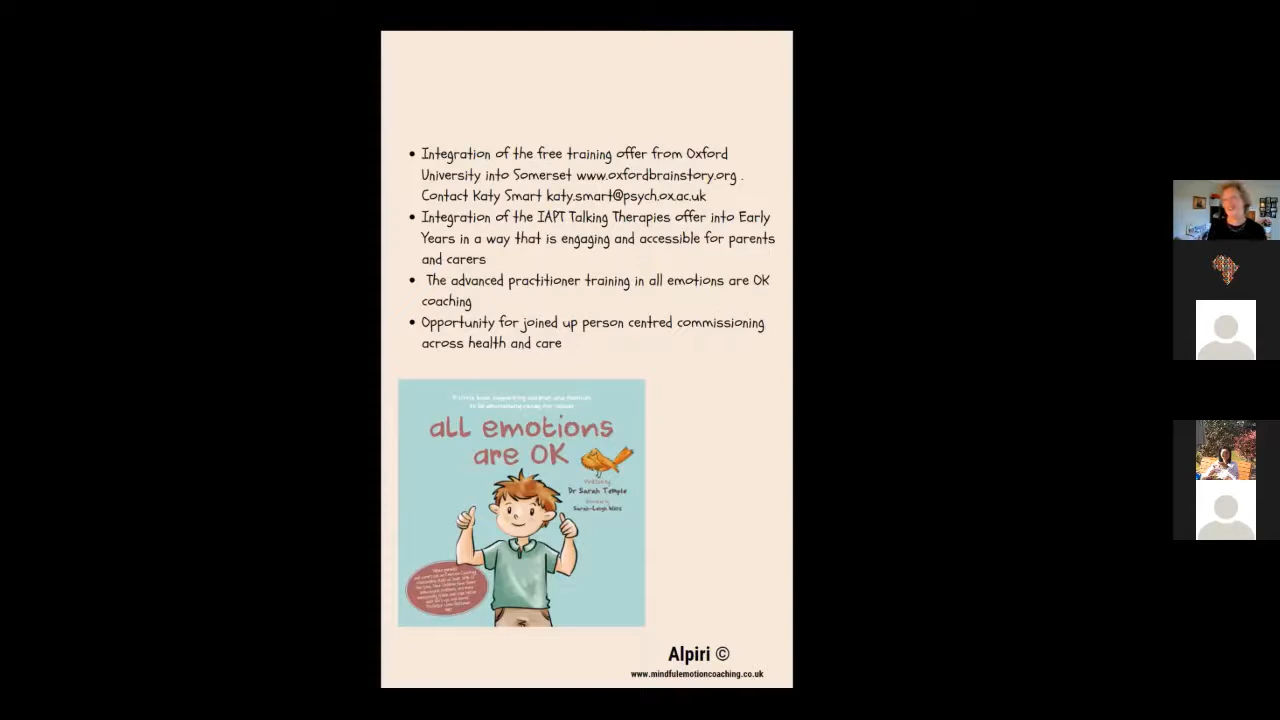 • Integration of the free training offer from Oxford
University into Somerset www.oxfordbrainstory.org .
Contact Katy Smart katy.smart@psych.ox.ac.uk
• Integration of the IAPT Talking Therapies offer into Early
Years in a way that is engaging and accessible for parents
and carers
• The advanced practitioner training in all emotions are OK
coaching
• Opportunity for joined up person centred commissioning
across health and care
all emotions
are OK
Dr Sarah Temple
Alpiri ©
www.mindfulemotioncoaching.co.uk